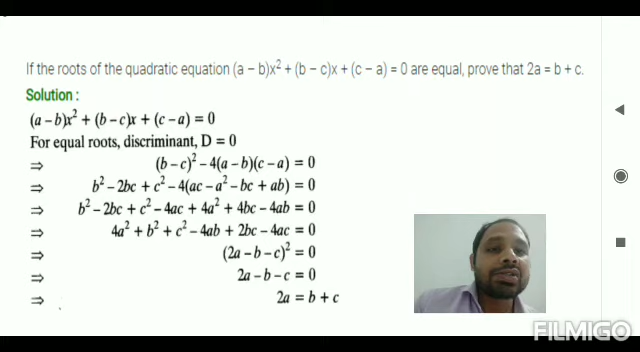 If the roots of the quadratic equation (a – b)x² + (b – c)x + (c – a) = 0 are equal, prove that 2a = b + c.
Solution :
(a – b)x² + (b – c)x + (c – a) = 0
For equal roots, discriminant, D = 0
⇒ (b – c)² – 4(a – b)(c – a) = 0
⇒ b² – 2bc + c² – 4(ac – a² – bc + ab) = 0
⇒ b² – 2bc + c² – 4ac + 4a² + 4bc – 4ab = 0
⇒ 4a² + b² + c² – 4ab + 2bc – 4ac = 0
⇒ (2a – b – c)² = 0
⇒ 2a – b – c = 0
⇒ 2a = b + c
FILMIGO